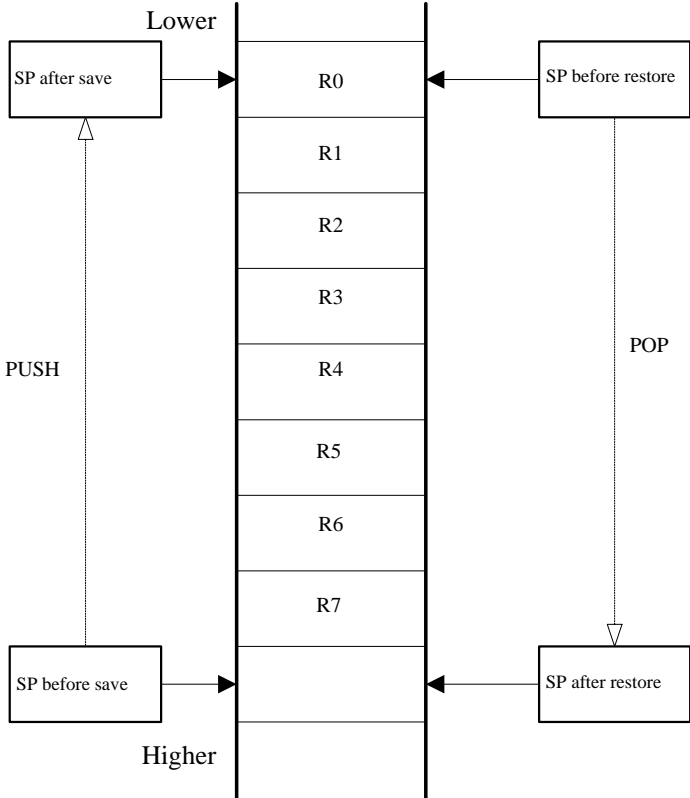 Lower
SP after save
R0
SP before restore
R1
R2
R3
R4
PUSH
POP
R5
R6
R7
SP before save
SP after restore
Higher